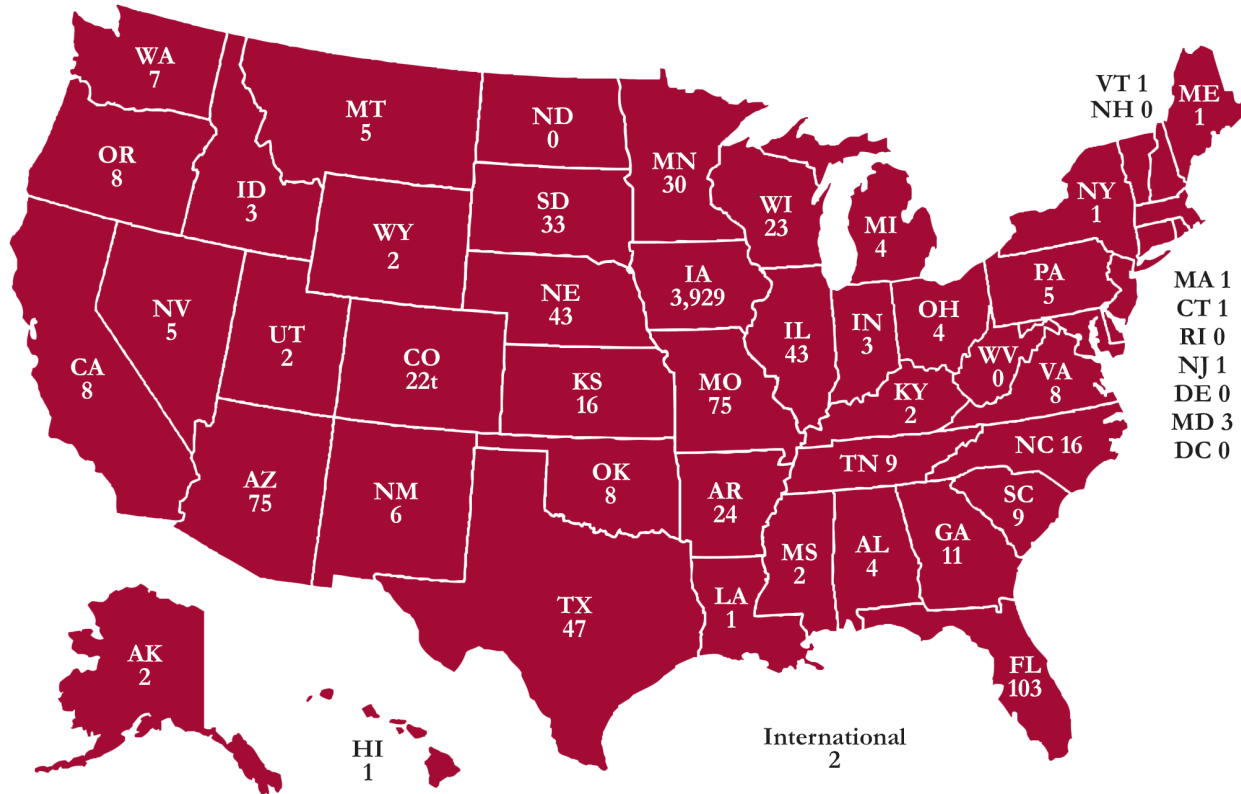 WA
7
OR
8
CA
8
NV
5
ID
3
MT
5
WY
2
UT
2
AZ
75
CO
22t
NM
6
ND
0
SD
33
NE
43
KS
16
OK
8
TX
47
MN
30
IA
3,929
MO
75
AR
24
LA
1
WI
23
IL
43
MI
4
IN
3
OH
4
KY
2
TN 9
MS
2
AL
4
GA
11
FL
103
SC
9
NC 16
VA
8
WV
0
PA
5
NY
1
VT 1
NH 0
ME
1
MA 1
CT 1
RI 0
NJ 1
DE 0
MD 3
DC 0
AK
2
HI
1
International
2